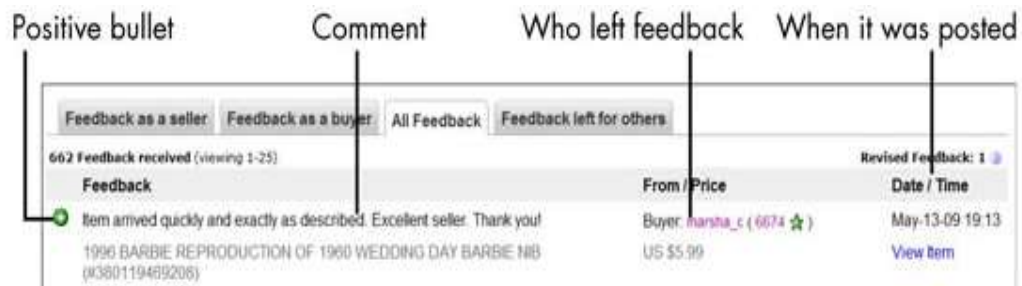 Positive bullet Comment Who left feedback When it was posted
Feedback as a seller Feedback as a buyer All Feedback Feedback left for others
662 Feedback received (viewing 1-25) Revised Feedback: 1
Feedback From / Price Date / Time
Item arrived quickly and exactly as described. Excellent seller. Thank you! Buyer: marsha_c ( 6674 ) May-13-09 19:13
1996 BARBIE REPRODUCTION OF 1960 WEDDING DAY BARBIE NIB US $5.99 View Item
(#380119469208)